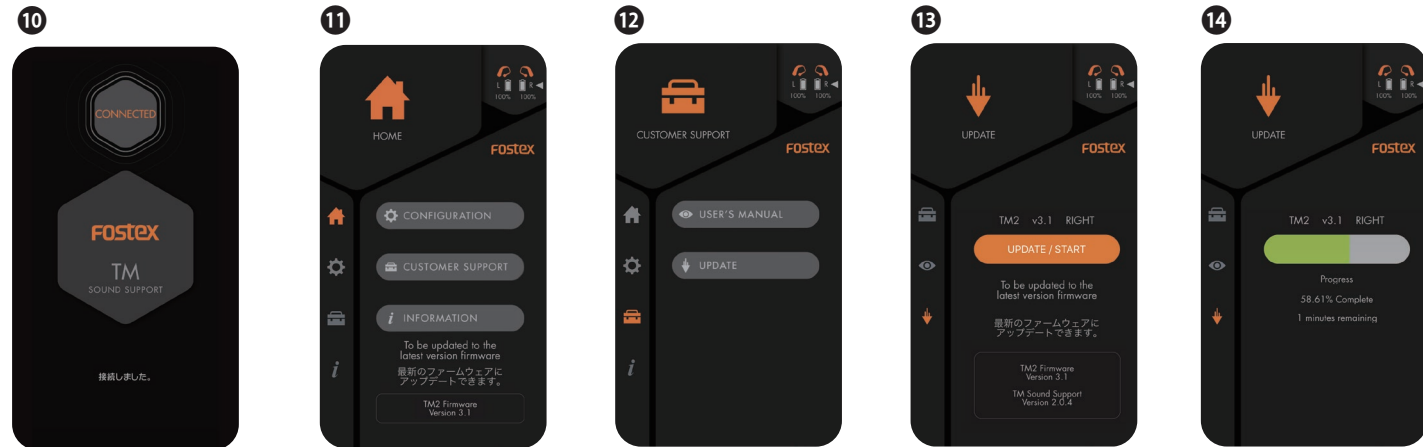 10
CONNECTED
FOSTEX
TM
SOUND SUPPORT
接続しました。
11
L R
100% 100%
HOME
FOSTEX
CONFIGURATION
CUSTOMER SUPPORT
i INFORMATION
i
To be updated to the
latest version firmware
最新のファームウェアに
アップデートできます。
TM2 Firmware
Version 3.1
12
L R
100% 100%
CUSTOMER SUPPORT
FOSTEX
USER'S MANUAL
UPDATE
i
13
L R
100% 100%
UPDATE
FOSTEX
TM2 v3.1 RIGHT
UPDATE / START
To be updated to the
latest version firmware
最新のファームウェアに
アップデートできます。
TM2 Firmware
Version 3.1
TM Sound Support
Version 2.0.4
14
L R
100% 100%
UPDATE
FOSTEX
TM2 v3.1 RIGHT
Progress
58.61% Complete
1 minutes remaining